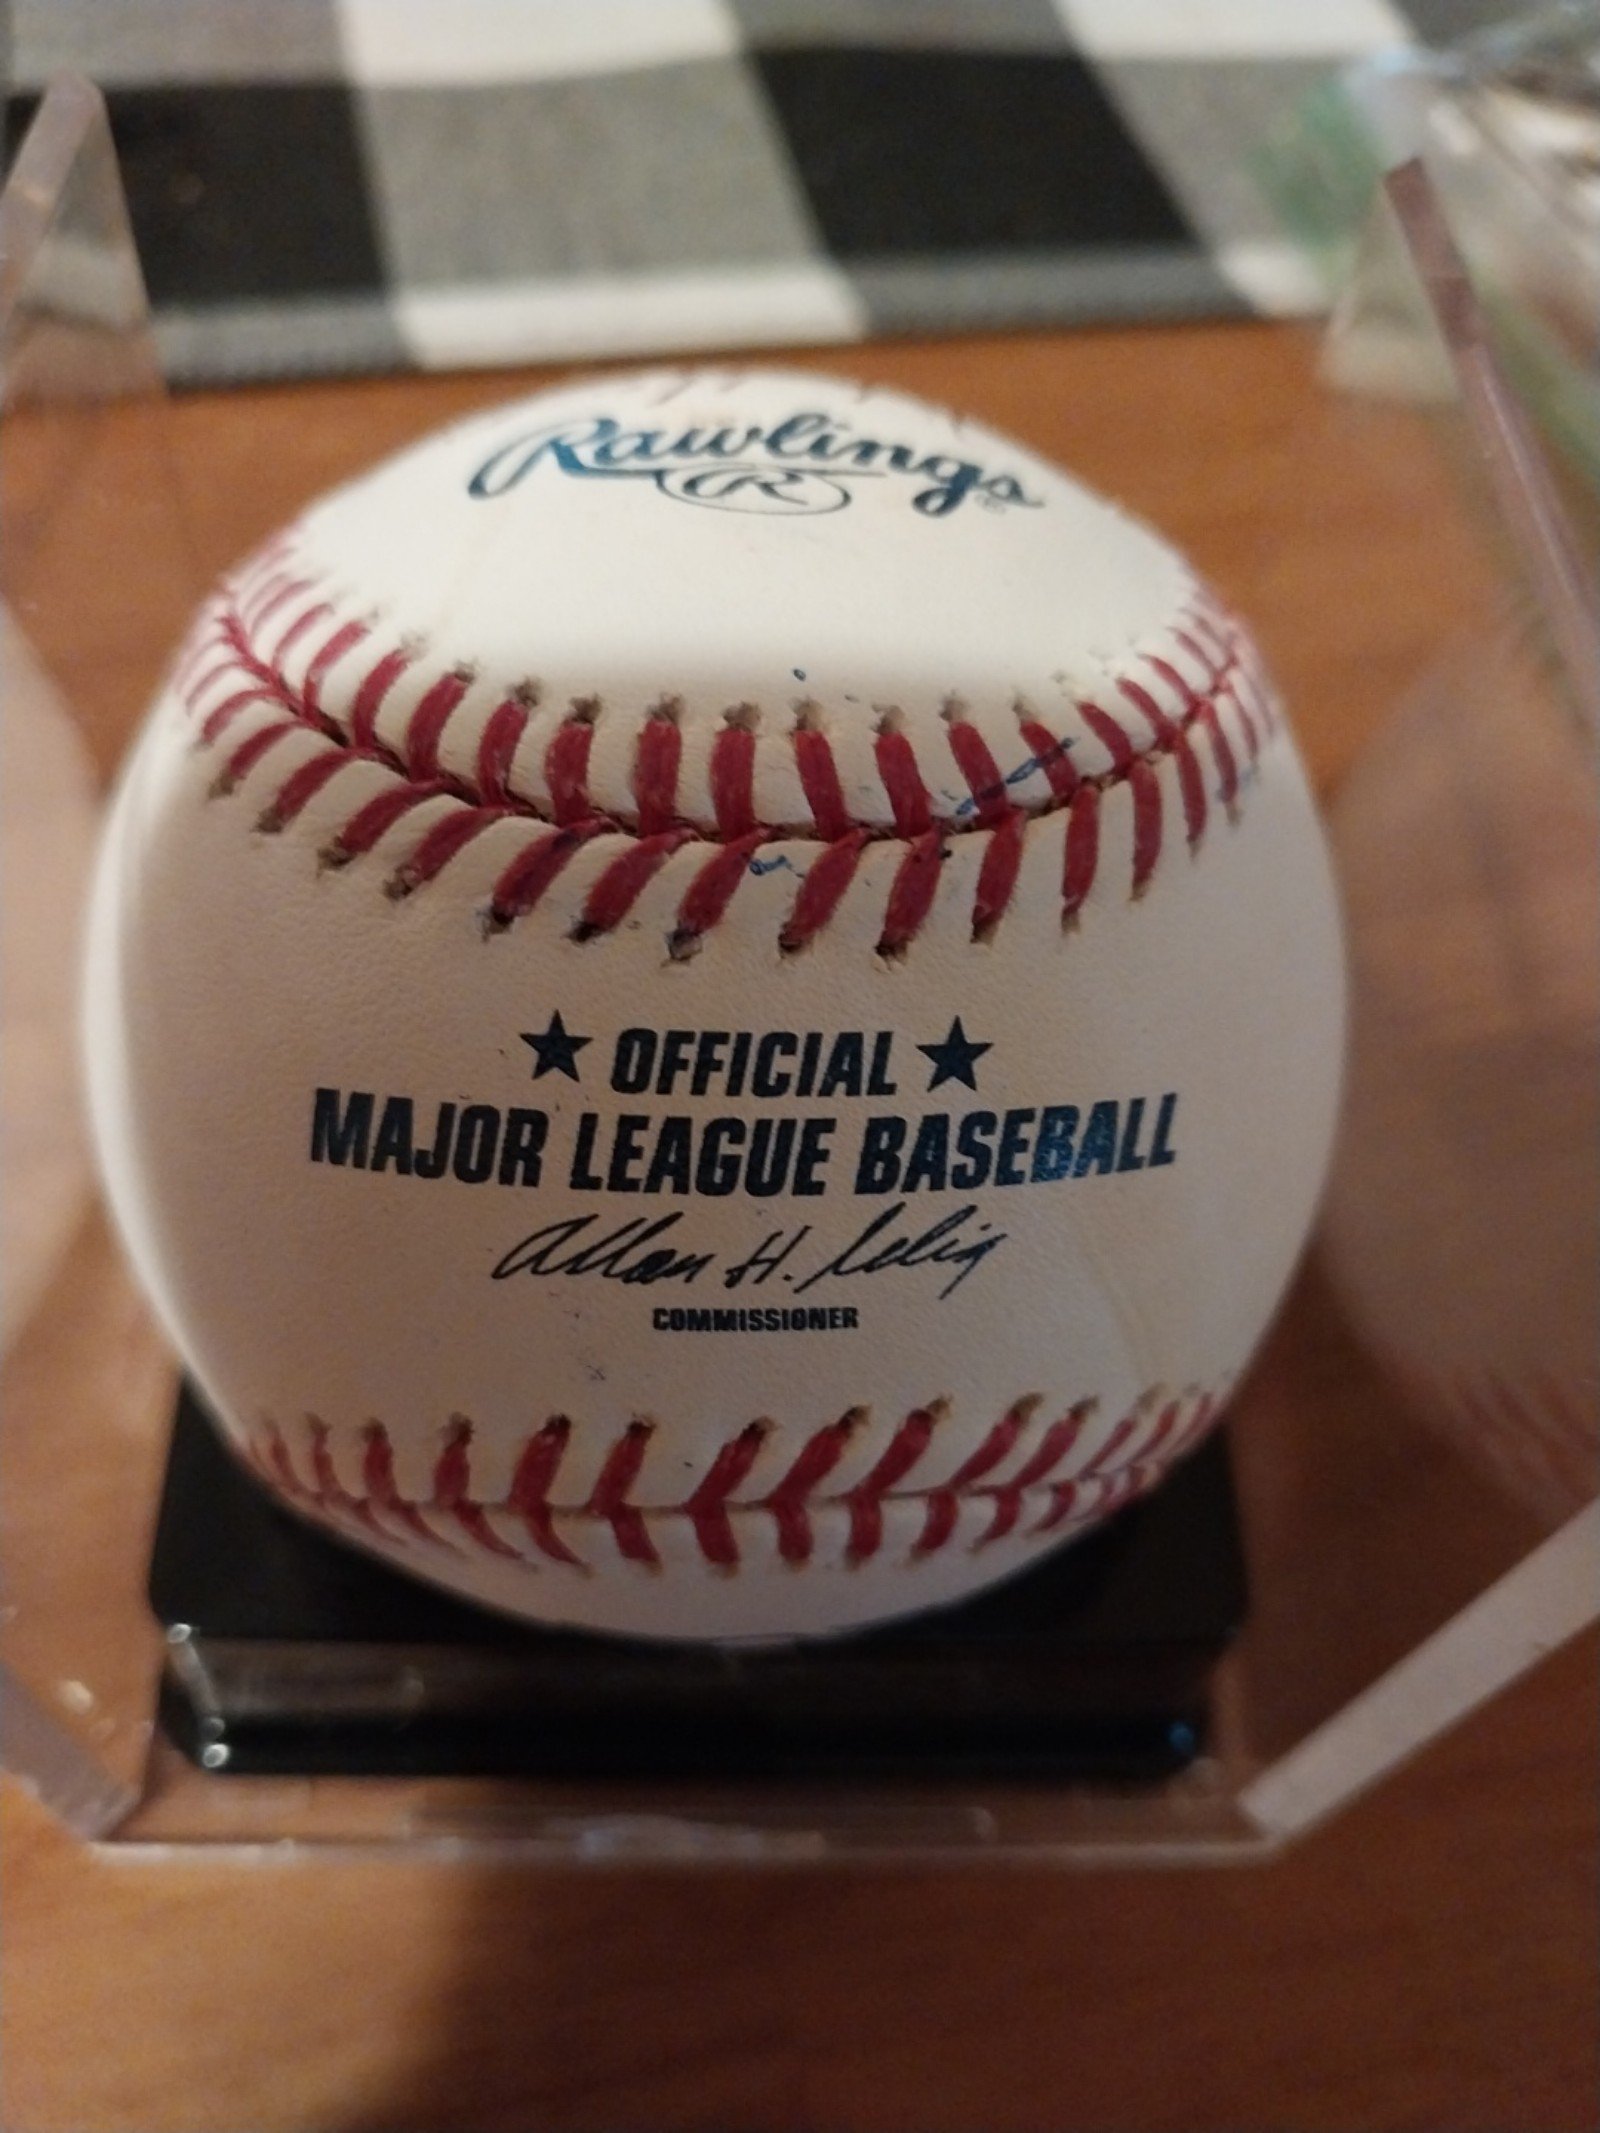 Rawlings
R
★ OFFICIAL ★
MAJOR LEAGUE BASEBALL
Allan H. Selig
COMMISSIONER